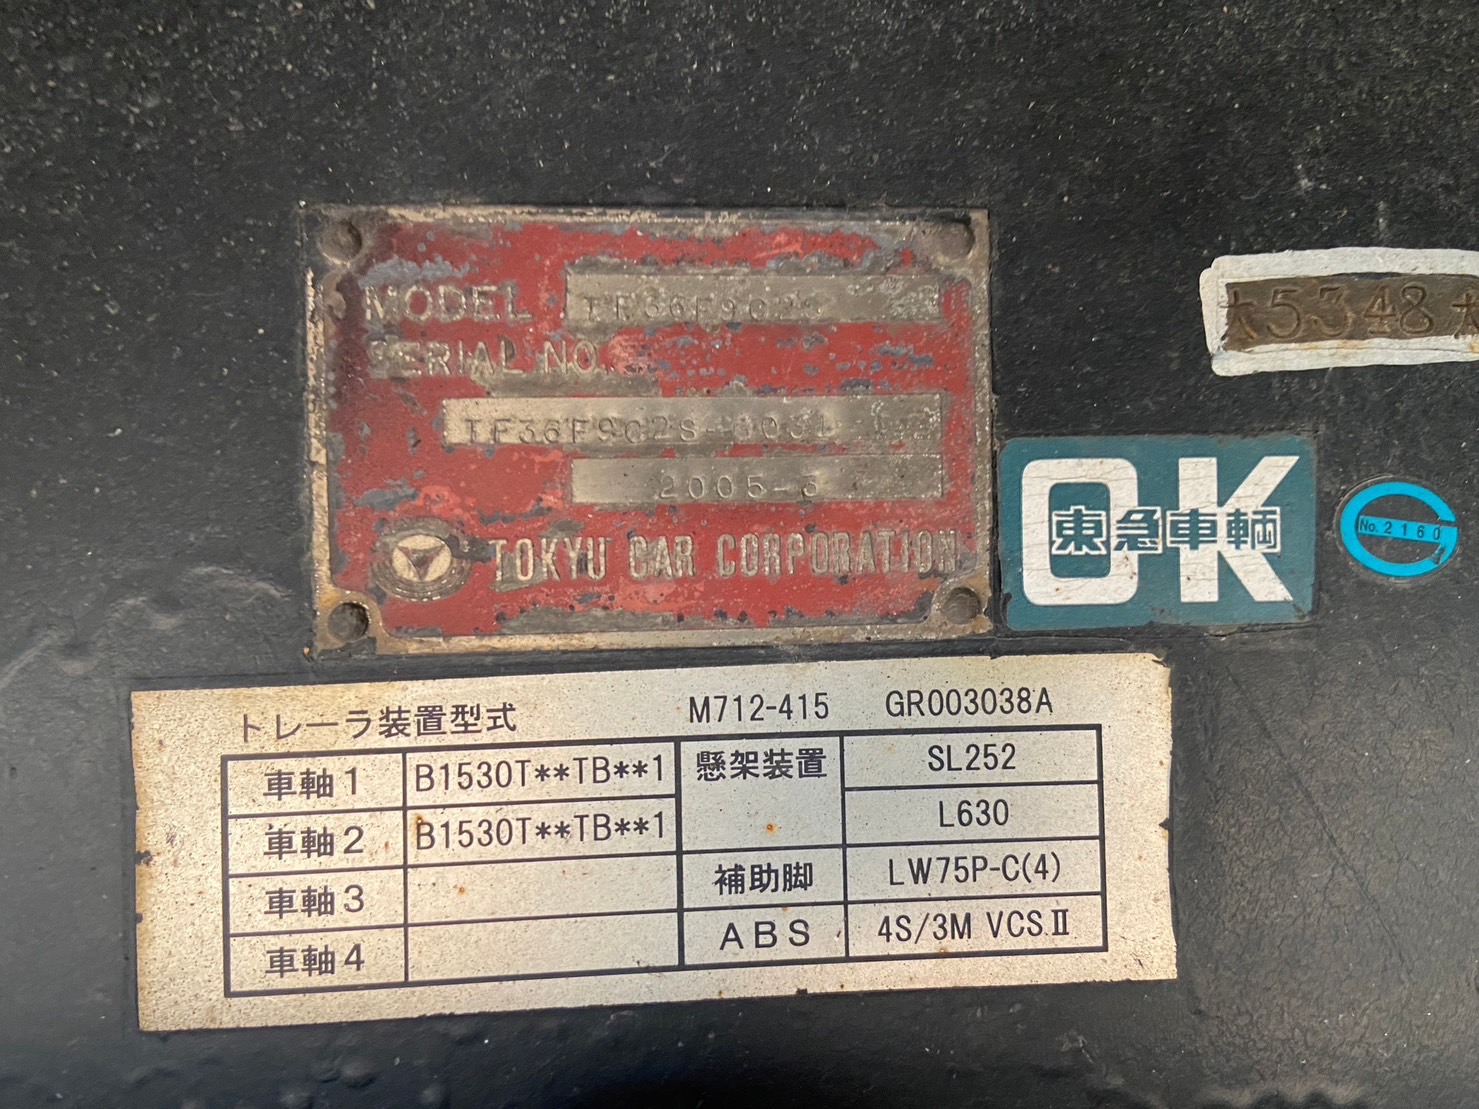 MODEL TF36F9C2S
SERIAL NO.
TF36F9C2S-
2005-
TOKYU CAR CORPORATION
*5348*
OK
東急車輌
No.2160
トレーラ装置型式 M712-415 GR003038A
車軸1 B1530T**TB**1 懸架装置 SL252
車軸2 B1530T**TB**1 L630
車軸3 補助脚 LW75P-C(4)
車軸4 ABS 4S/3M VCSⅡ